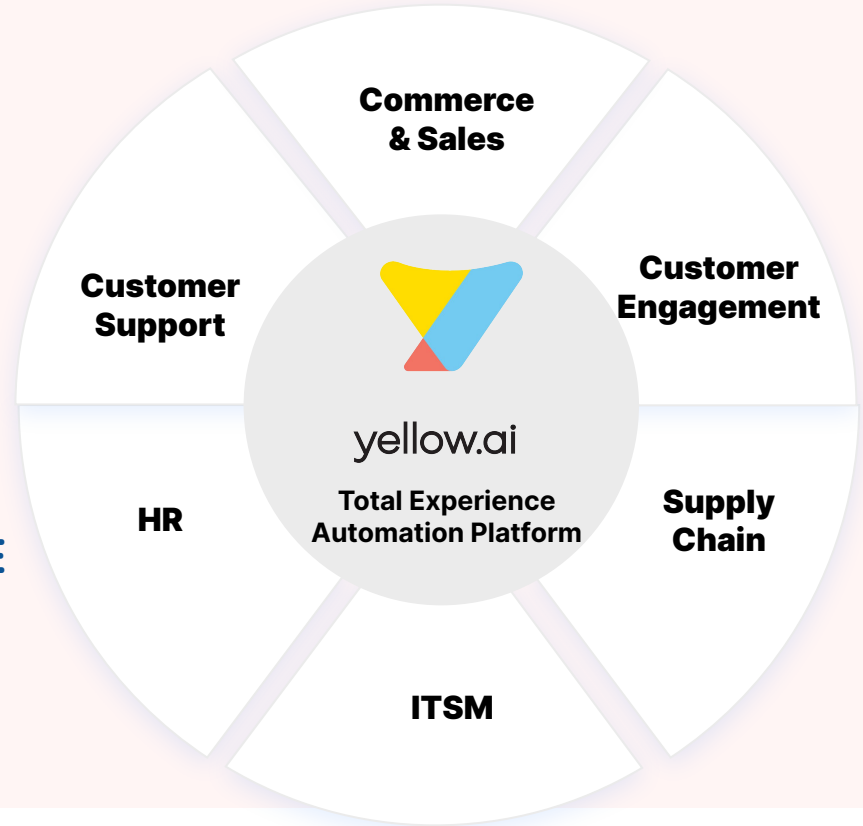 Commerce
& Sales
Customer
Engagement
Customer
Support
yellow.ai
Total Experience
Automation Platform
Supply
Chain
HR
ITSM